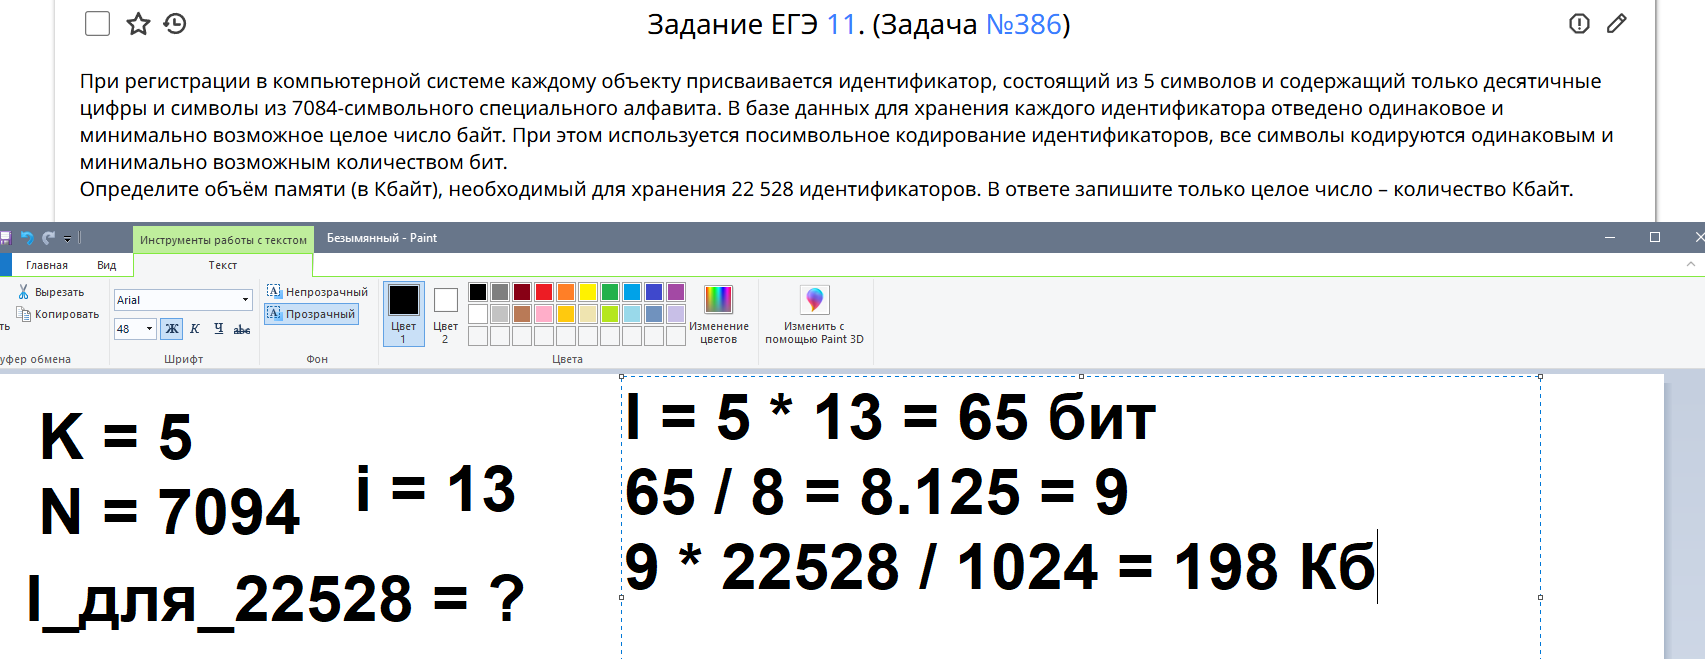 Задание ЕГЭ 11. (Задача №386)
При регистрации в компьютерной системе каждому объекту присваивается идентификатор, состоящий из 5 символов и содержащий только десятичные
цифры и символы из 7084-символьного специального алфавита. В базе данных для хранения каждого идентификатора отведено одинаковое и
минимально возможное целое число байт. При этом используется посимвольное кодирование идентификаторов, все символы кодируются одинаковым и
минимально возможным количеством бит.
Определите объём памяти (в Кбайт), необходимый для хранения 22 528 идентификаторов. В ответе запишите только целое число – количество Кбайт.
Инструменты работы с текстом
Безымянный - Paint
Главная Вид Текст
Вырезать
Копировать
ть
уфер обмена
Arial
48 Ж К Ч abc
Шрифт
Непрозрачный
Прозрачный
Фон
Цвет 1
Цвет 2
Изменение цветов
Цвета
Изменить с помощью Paint 3D
K = 5
N = 7094
i = 13
I_для_22528 = ?
I = 5 * 13 = 65 бит
65 / 8 = 8.125 = 9
9 * 22528 / 1024 = 198 Кб